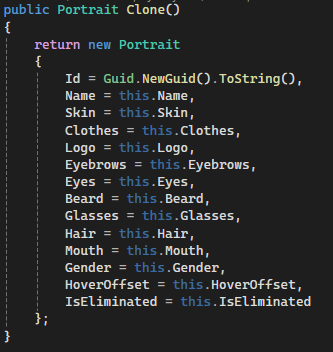 public Portrait Clone()
{
return new Portrait
{
Id = Guid.NewGuid().ToString(),
Name = this.Name,
Skin = this.Skin,
Clothes = this.Clothes,
Logo = this.Logo,
Eyebrows = this.Eyebrows,
Eyes = this.Eyes,
Beard = this.Beard,
Glasses = this.Glasses,
Hair = this.Hair,
Mouth = this.Mouth,
Gender = this.Gender,
HoverOffset = this.HoverOffset,
IsEliminated = this.IsEliminated
};
}